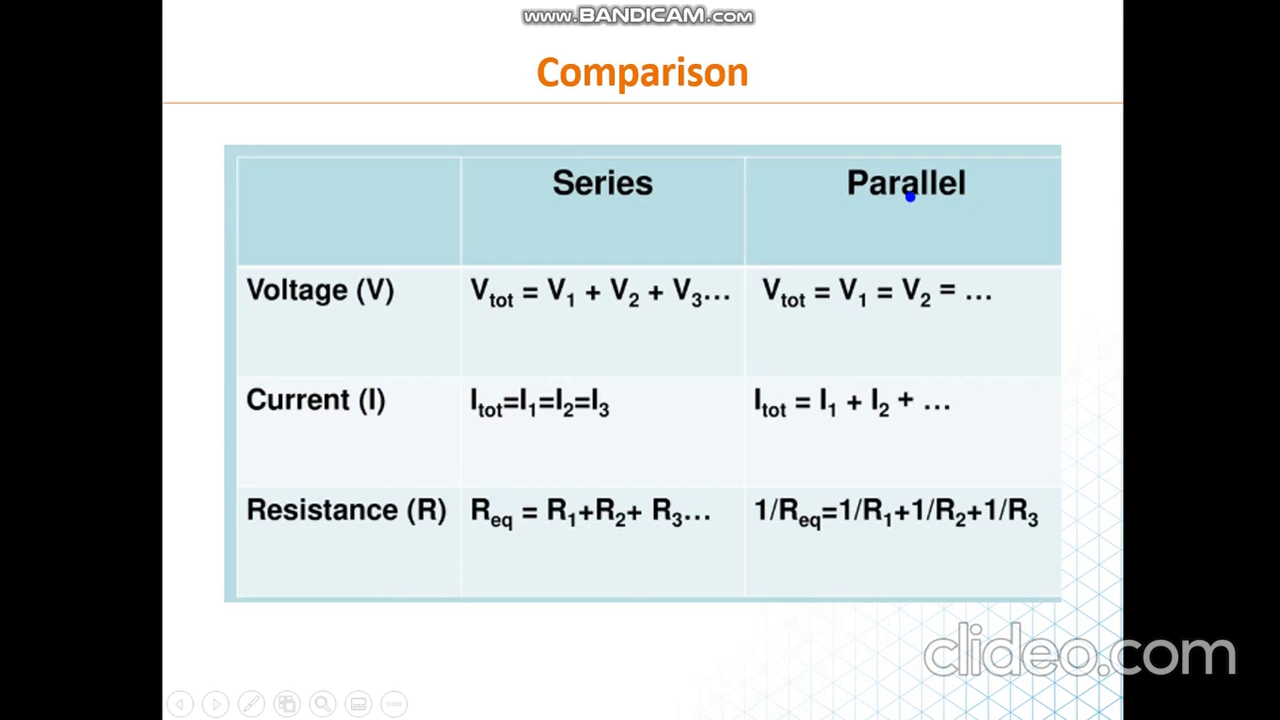 www.BANDICAM.com
Comparison
Series Parallel
Voltage (V) Vtot = V1 + V2 + V3... Vtot = V1 = V2 = ...
Current (I) Itot=I1=I2=I3 Itot = I1 + I2 + ...
Resistance (R) Req = R1+R2+ R3... 1/Req=1/R1+1/R2+1/R3
clideo.com